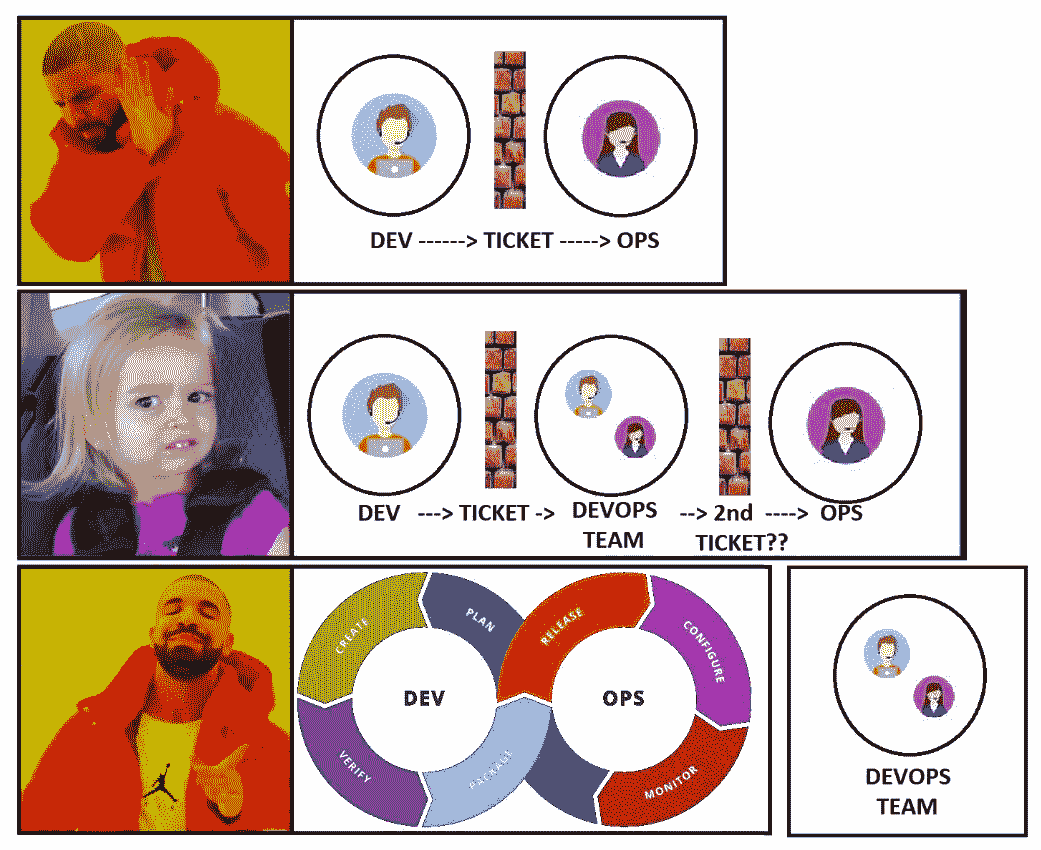 DEV ------> TICKET -----> OPS
DEV ---> TICKET -> DEVOPS TEAM --> 2nd TICKET?? ----> OPS
CREATE
PLAN
RELEASE
CONFIGURE
DEV
OPS
VERIFY
PACKAGE
MONITOR
DEVOPS
TEAM